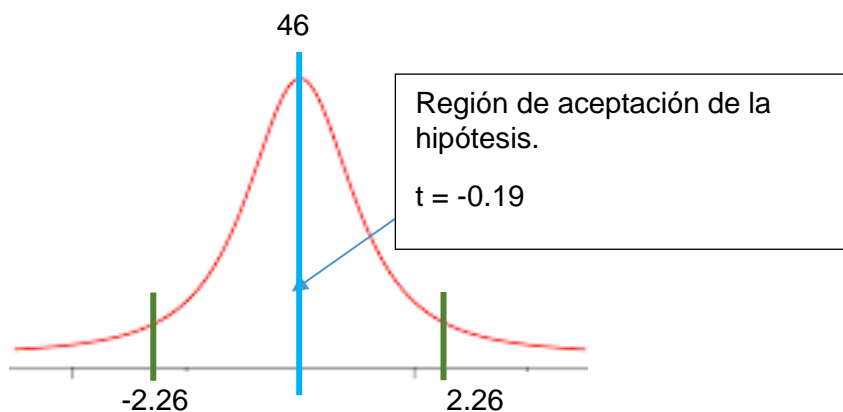 46
Región de aceptación de la
hipótesis.
t = -0.19
-2.26
2.26